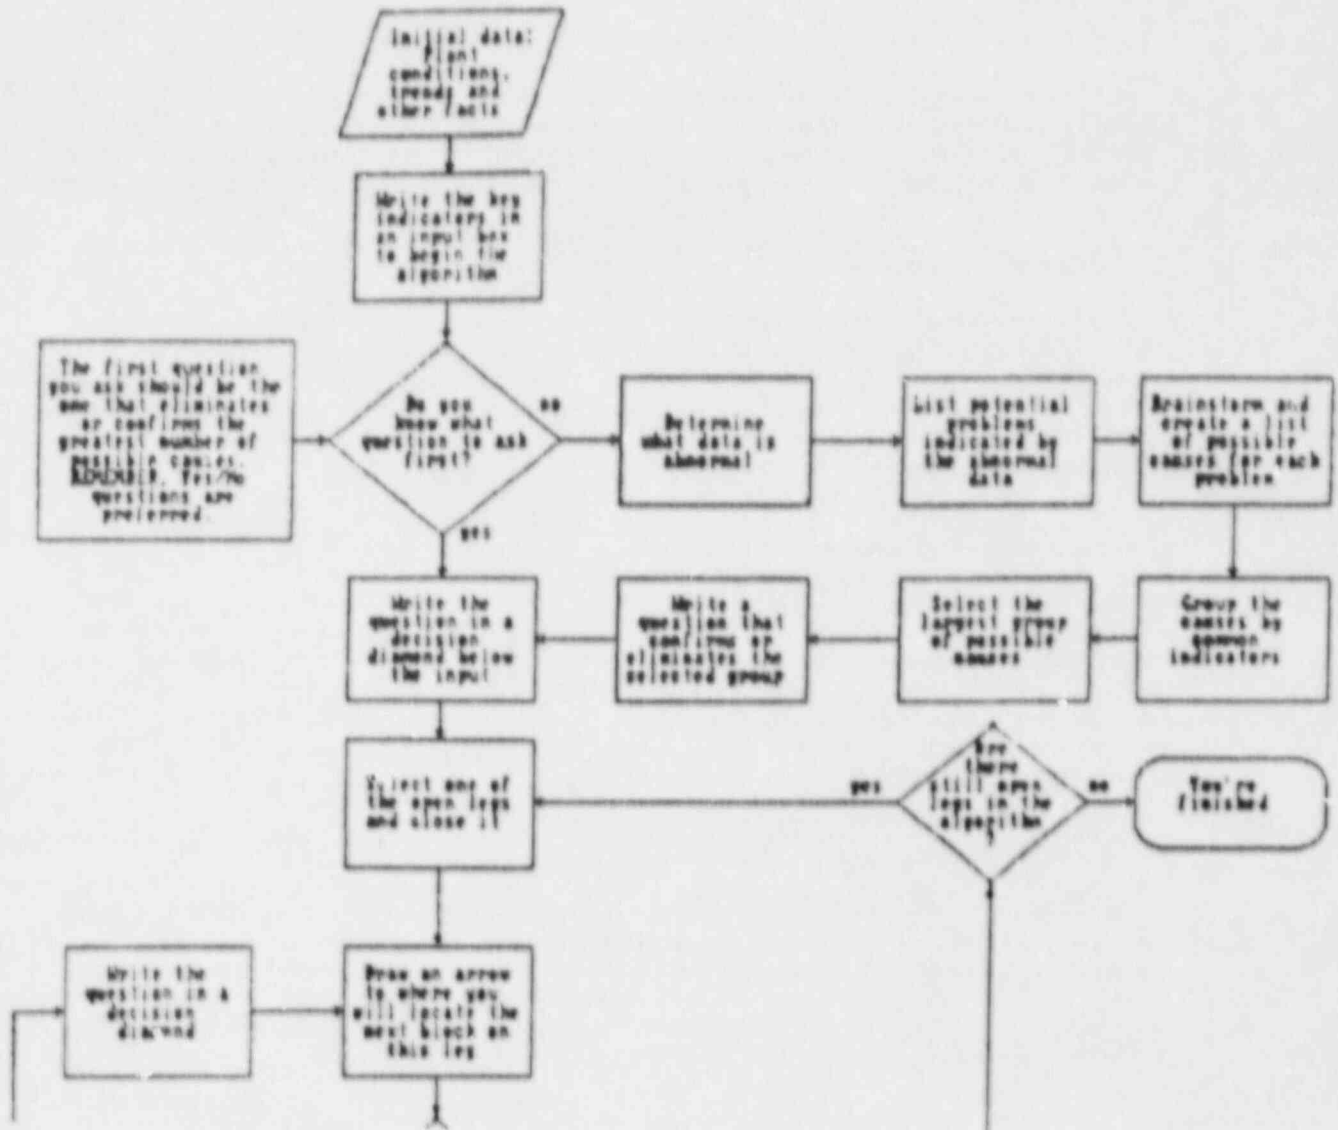 Initial data:
Plant
conditions,
trends and
other facts
Write the key
indicators in
an input box
to begin the
algorithm
The first question
you ask should be the
one that eliminates
or confirms the
greatest number of
possible causes.
REMEMBER, Yes/No
questions are
preferred.
Do you
know what
question to ask
first?
no
yes
Determine
what data is
abnormal
List potential
problems
indicated by
the abnormal
data
Brainstorm and
create a list
of possible
causes for each
problem
Write the
question in a
decision
diamond below
the input
Write a
question that
confirms or
eliminates the
selected group
Select the
largest group
of possible
causes
Group the
causes by
common
indicators
Select one of
the open legs
and close it
yes
Are
there
still open
legs in the
algorithm
?
no
You're
finished
Write the
question in a
decision
diamond
Draw an arrow
to where you
will locate the
next block on
this leg